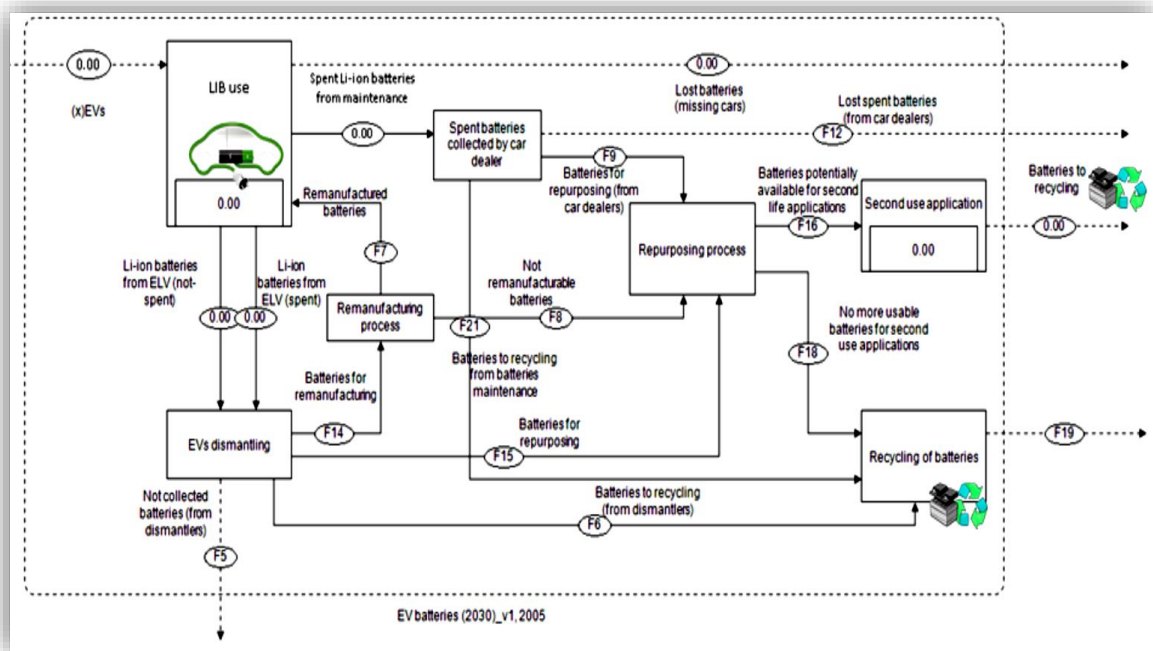 0.00
(x)EVs
LIB use
0.00
Spent Li-ion batteries
from maintenance
0.00
0.00
Lost batteries
(missing cars)
Lost spent batteries
(from car dealers)
F12
Spent batteries
collected by car
dealer
F9
Batteries for
repurposing (from
car dealers)
Batteries potentially
available for second
life applications
F16
Second use application
0.00
Batteries to
recycling
0.00
Remanufactured
batteries
F7
Repurposing process
Li-ion batteries
from ELV (not-
spent)
0.00
Li-ion
batteries from
ELV (spent)
0.00
Remanufacturing
process
Not
remanufacturable
batteries
F8
F21
Batteries to recycling
from batteries
maintenance
No more usable
batteries for second
use applications
F18
Batteries for
remanufacturing
F14
EVs dismantling
Batteries for
repurposing
F15
Recycling of batteries
F19
Not collected
batteries (from
dismantlers)
F5
Batteries to recycling
(from dismantlers)
F6
EV batteries (2030)_v1, 2005